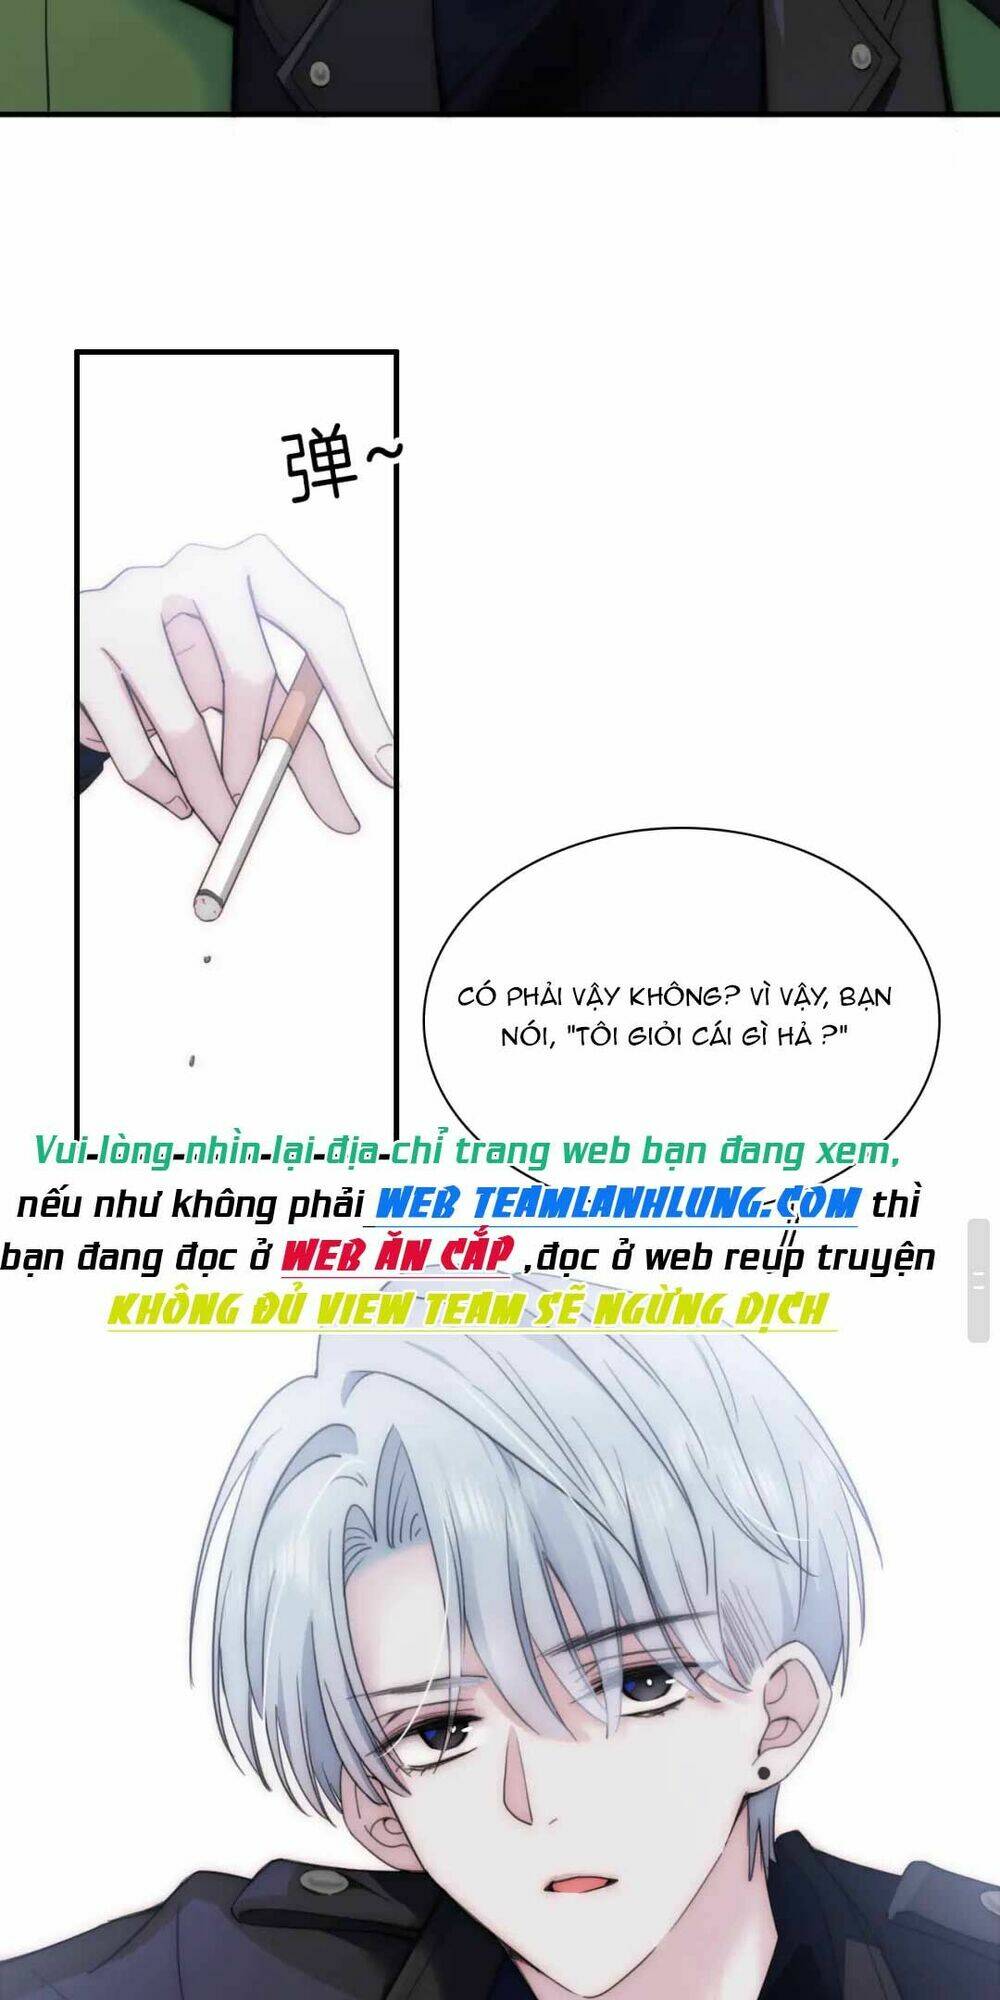 弹~
CÓ PHẢI VẬY KHÔNG? VÌ VẬY, BẠN
NÓI, "TÔI GIỎI CÁI GÌ HẢ ?"
Vui lòng nhìn lại địa chỉ trang web bạn đang xem,
nếu như không phải WEB TEAMLANHLUNG.COM thì
bạn đang đọc ở WEB ĂN CẮP ,đọc ở web reup truyện
KHÔNG ĐỦ VIEW TEAM SẼ NGỪNG DỊCH